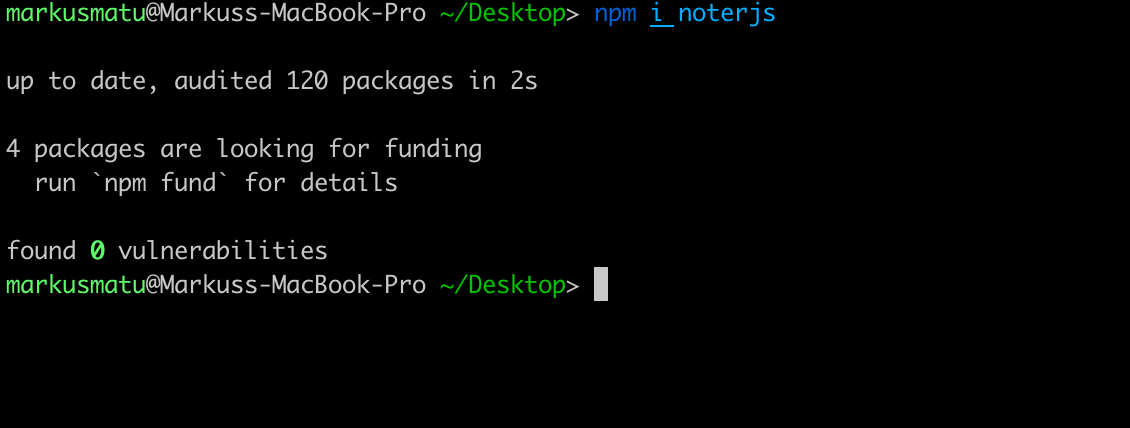 markusmatu@Markuss-MacBook-Pro ~/Desktop> npm i noterjs
up to date, audited 120 packages in 2s
4 packages are looking for funding
run `npm fund` for details
found 0 vulnerabilities
markusmatu@Markuss-MacBook-Pro ~/Desktop>